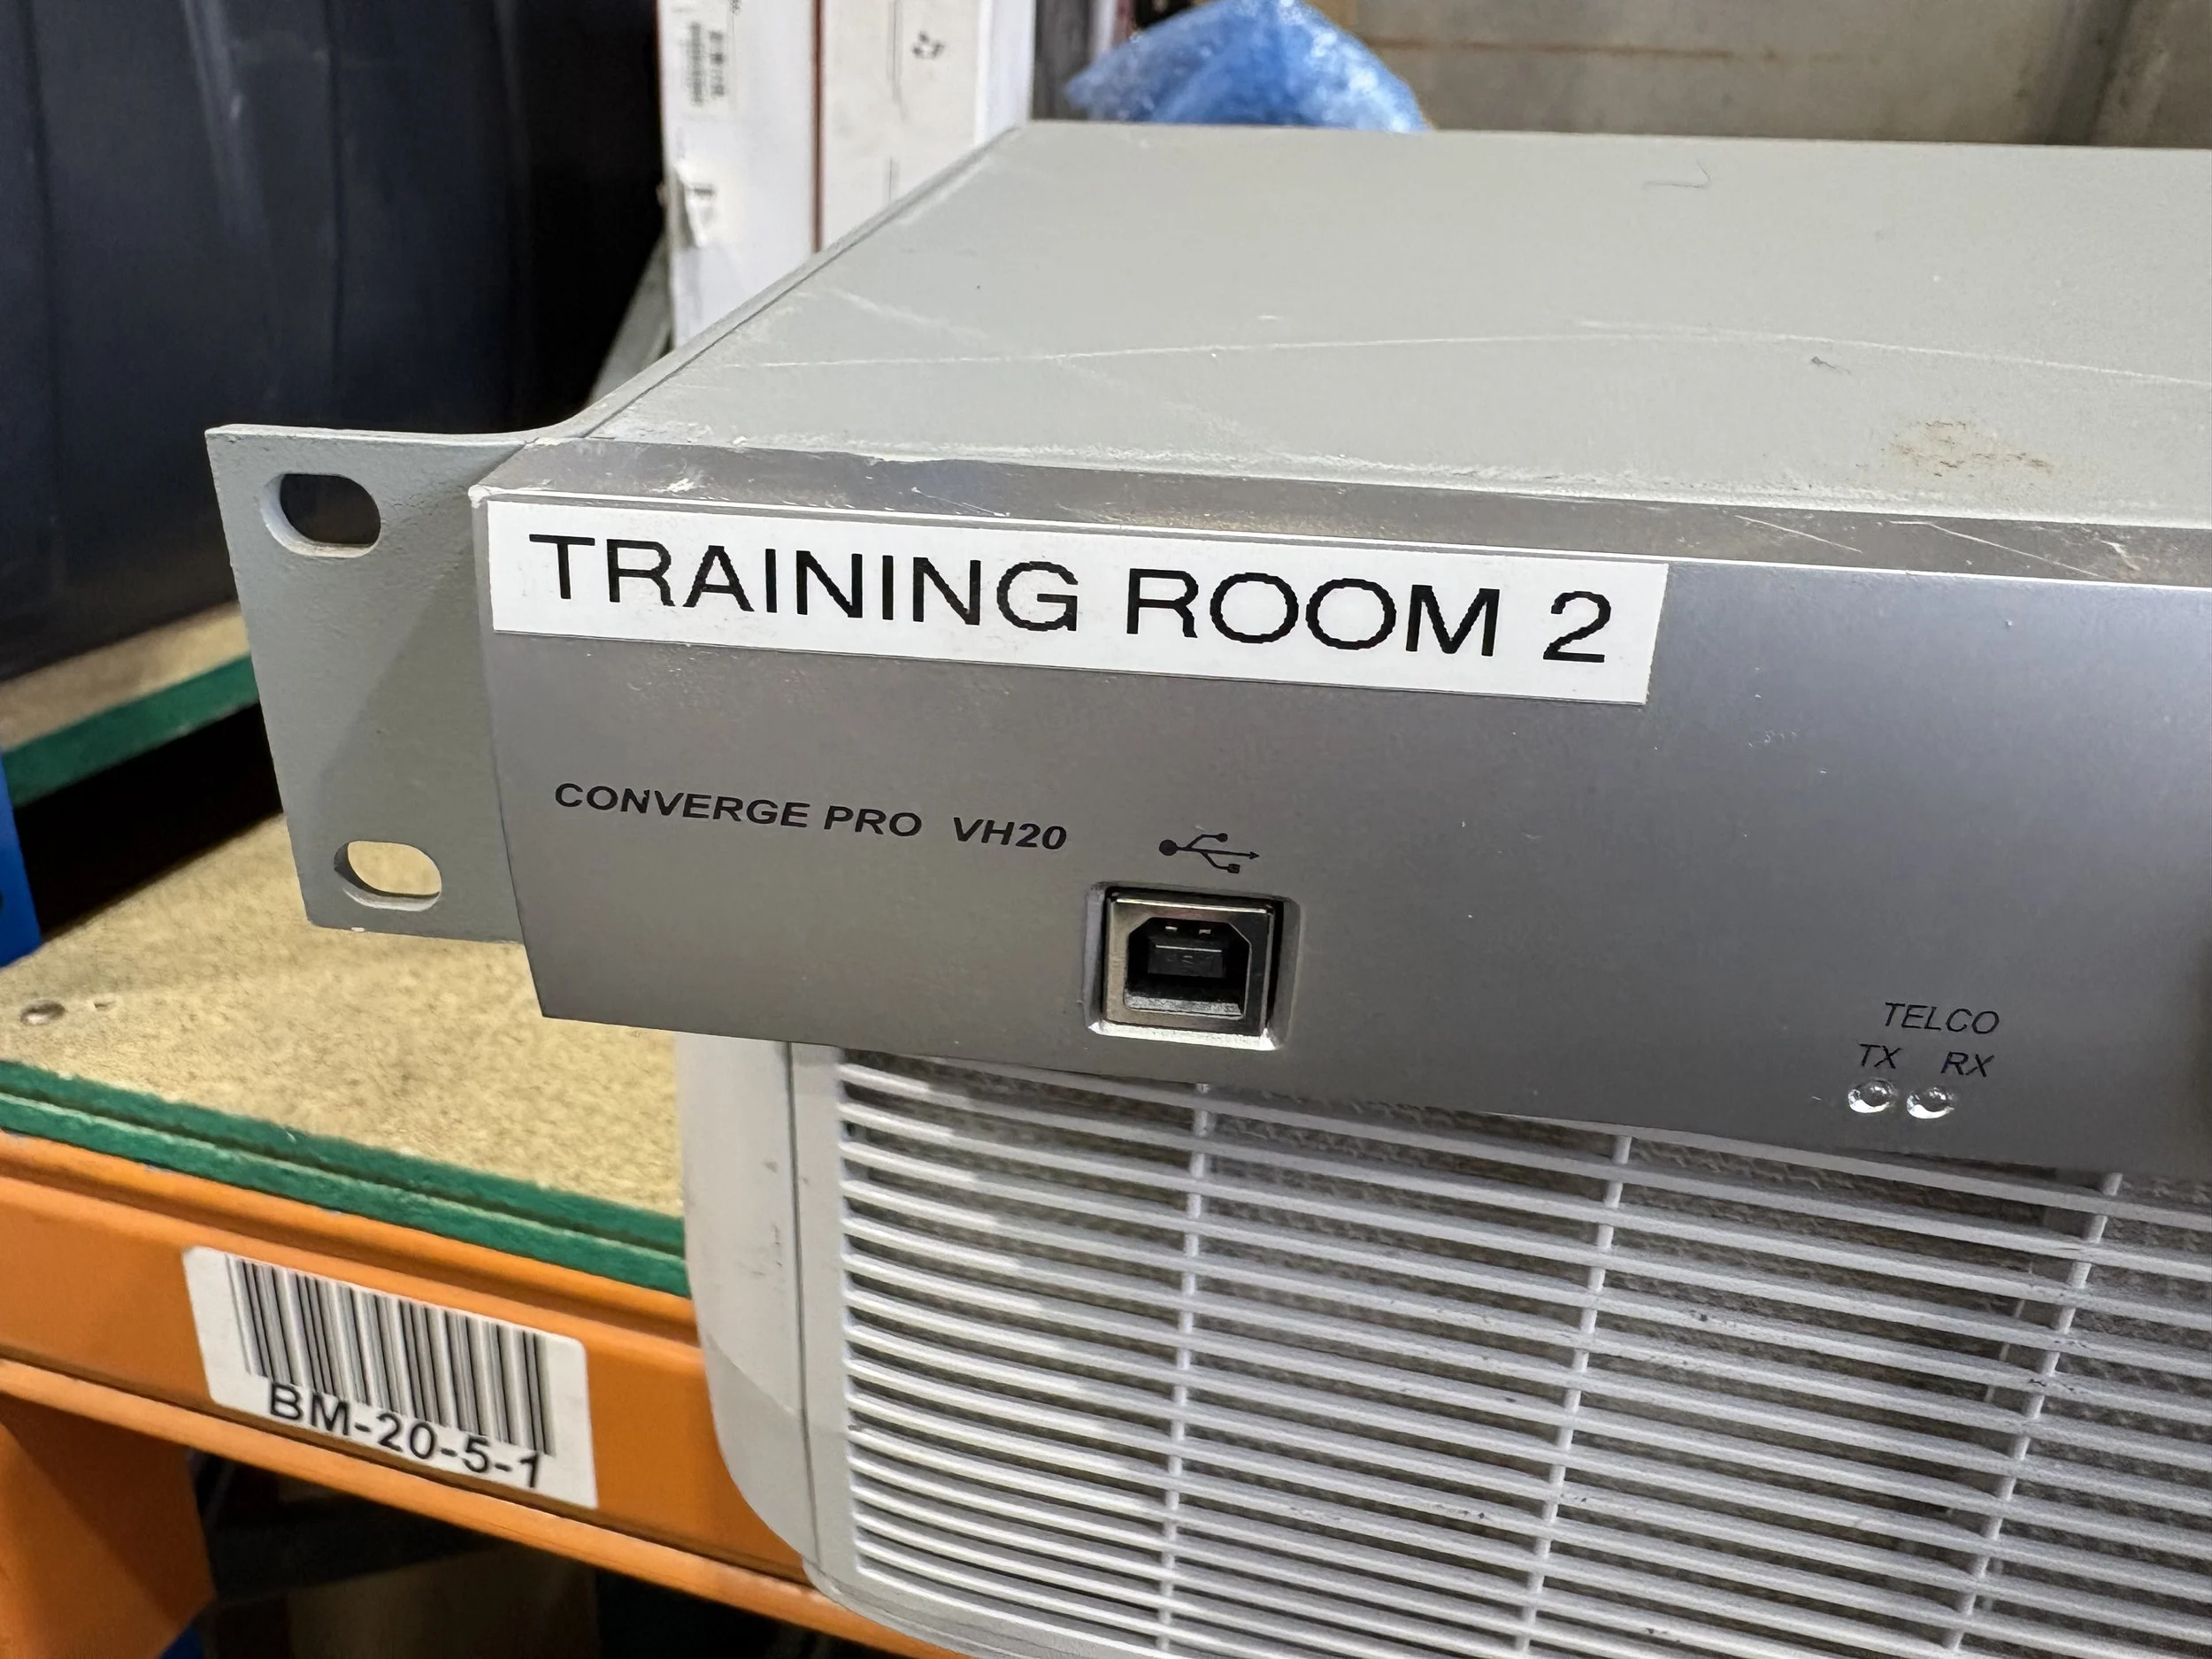 TRAINING ROOM 2
CONVERGE PRO VH20
TELCO
TX RX
BM-20-5-1